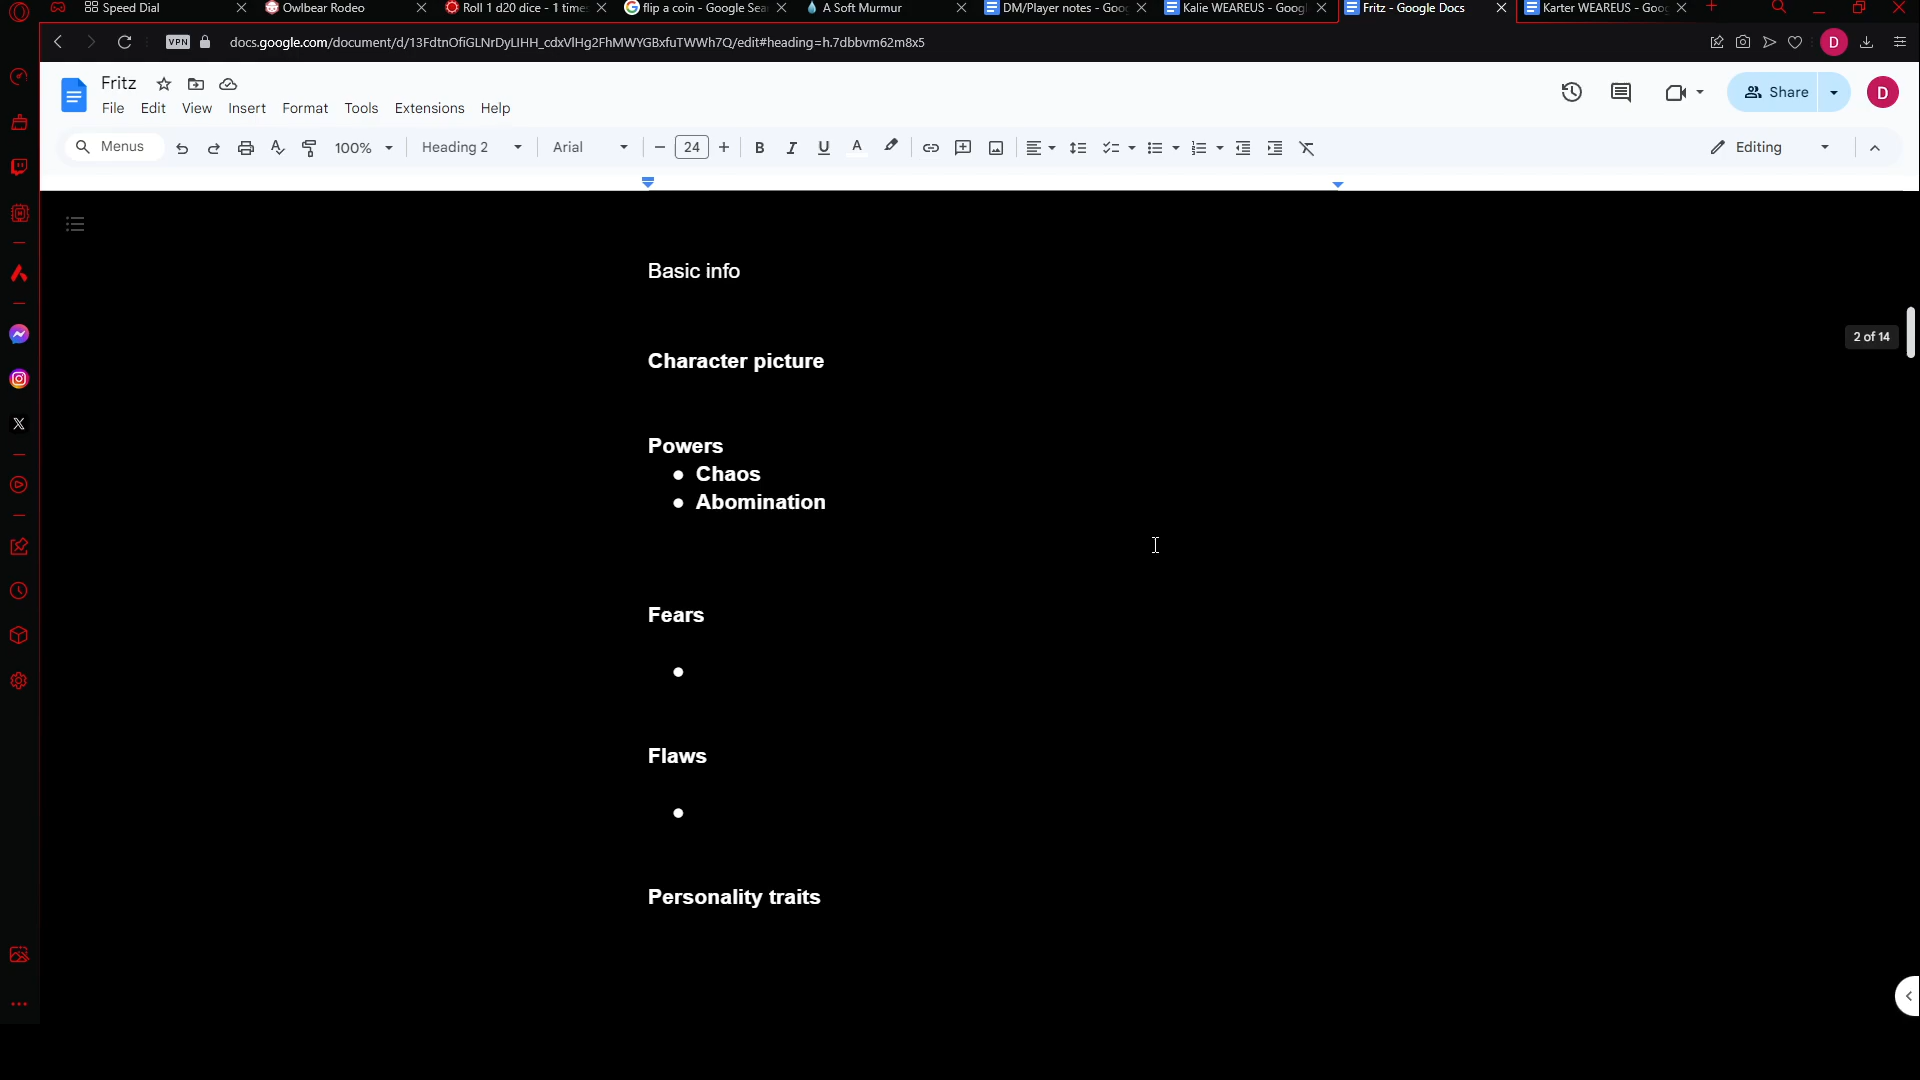 Speed Dial
Owlbear Rodeo
Roll 1 d20 dice - 1 time
flip a coin - Google Sea
A Soft Murmur
DM/Player notes - Goog
Kalie WEAREUS - Googl
Fritz - Google Docs
Karter WEAREUS - Goog
VPN
docs.google.com/document/d/13FdtnOfiGLNrDyLIHH_cdxVlHg2FhMWYGBxfuTWWh7Q/edit#heading=h.7dbbvm62m8x5
D
Fritz
File Edit View Insert Format Tools Extensions Help
Share
D
Menus
100%
Heading 2
Arial
24
B I U A
Editing
Basic info
2 of 14
Character picture
Powers
● Chaos
● Abomination
Fears
●
Flaws
●
Personality traits